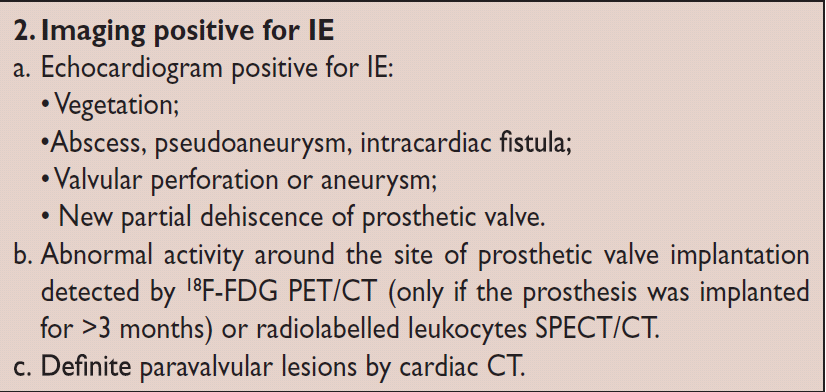 2. Imaging positive for IE
a. Echocardiogram positive for IE:
• Vegetation;
•Abscess, pseudoaneurysm, intracardiac fistula;
• Valvular perforation or aneurysm;
• New partial dehiscence of prosthetic valve.
b. Abnormal activity around the site of prosthetic valve implantation
detected by ¹⁸F-FDG PET/CT (only if the prosthesis was implanted
for >3 months) or radiolabelled leukocytes SPECT/CT.
c. Definite paravalvular lesions by cardiac CT.